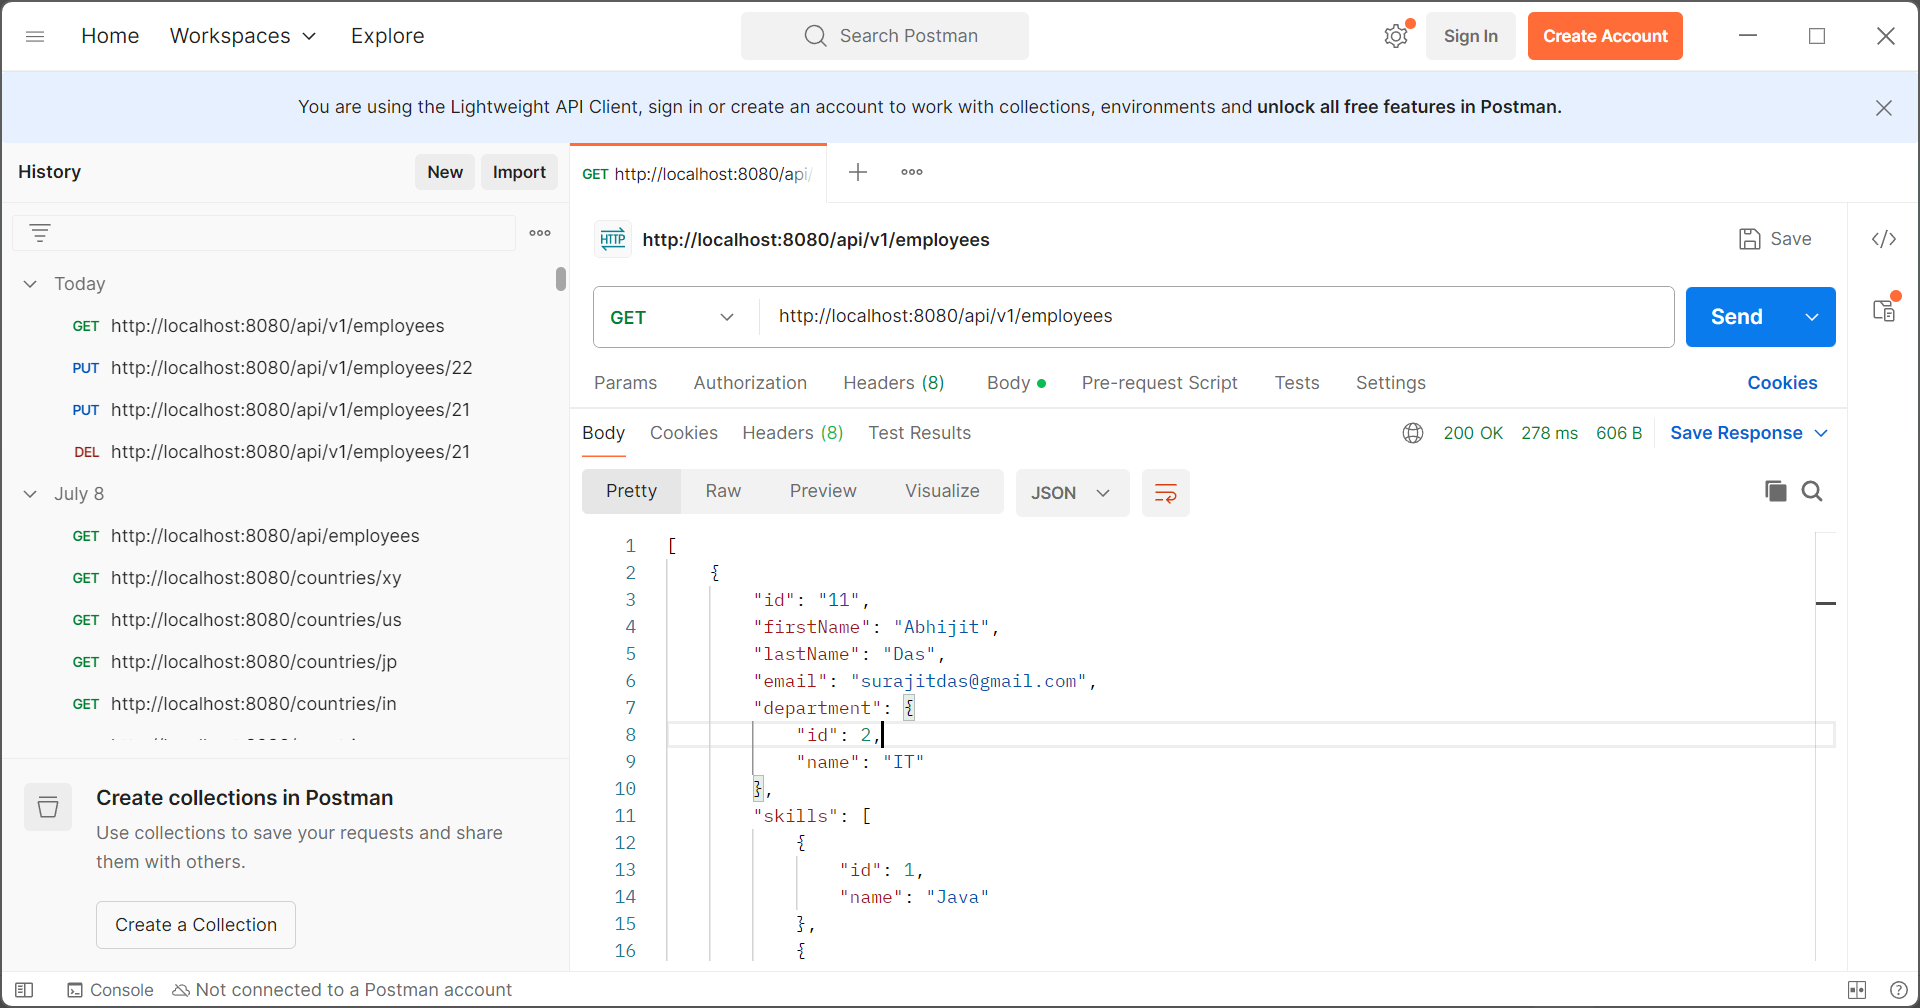 Home Workspaces Explore Search Postman Sign In Create Account
You are using the Lightweight API Client, sign in or create an account to work with collections, environments and unlock all free features in Postman.
History New Import
GET http://localhost:8080/api/
HTTP http://localhost:8080/api/v1/employees Save
Today
GET http://localhost:8080/api/v1/employees
PUT http://localhost:8080/api/v1/employees/22
PUT http://localhost:8080/api/v1/employees/21
DEL http://localhost:8080/api/v1/employees/21
July 8
GET http://localhost:8080/api/employees
GET http://localhost:8080/countries/xy
GET http://localhost:8080/countries/us
GET http://localhost:8080/countries/jp
GET http://localhost:8080/countries/in
Create collections in Postman
Use collections to save your requests and share
them with others.
Create a Collection
GET http://localhost:8080/api/v1/employees Send
Params Authorization Headers (8) Body Pre-request Script Tests Settings Cookies
Body Cookies Headers (8) Test Results 200 OK 278 ms 606 B Save Response
Pretty Raw Preview Visualize JSON
1 [
2 {
3 "id": "11",
4 "firstName": "Abhijit",
5 "lastName": "Das",
6 "email": "surajitdas@gmail.com",
7 "department": {
8 "id": 2,
9 "name": "IT"
10 },
11 "skills": [
12 {
13 "id": 1,
14 "name": "Java"
15 },
16 {
Console Not connected to a Postman account